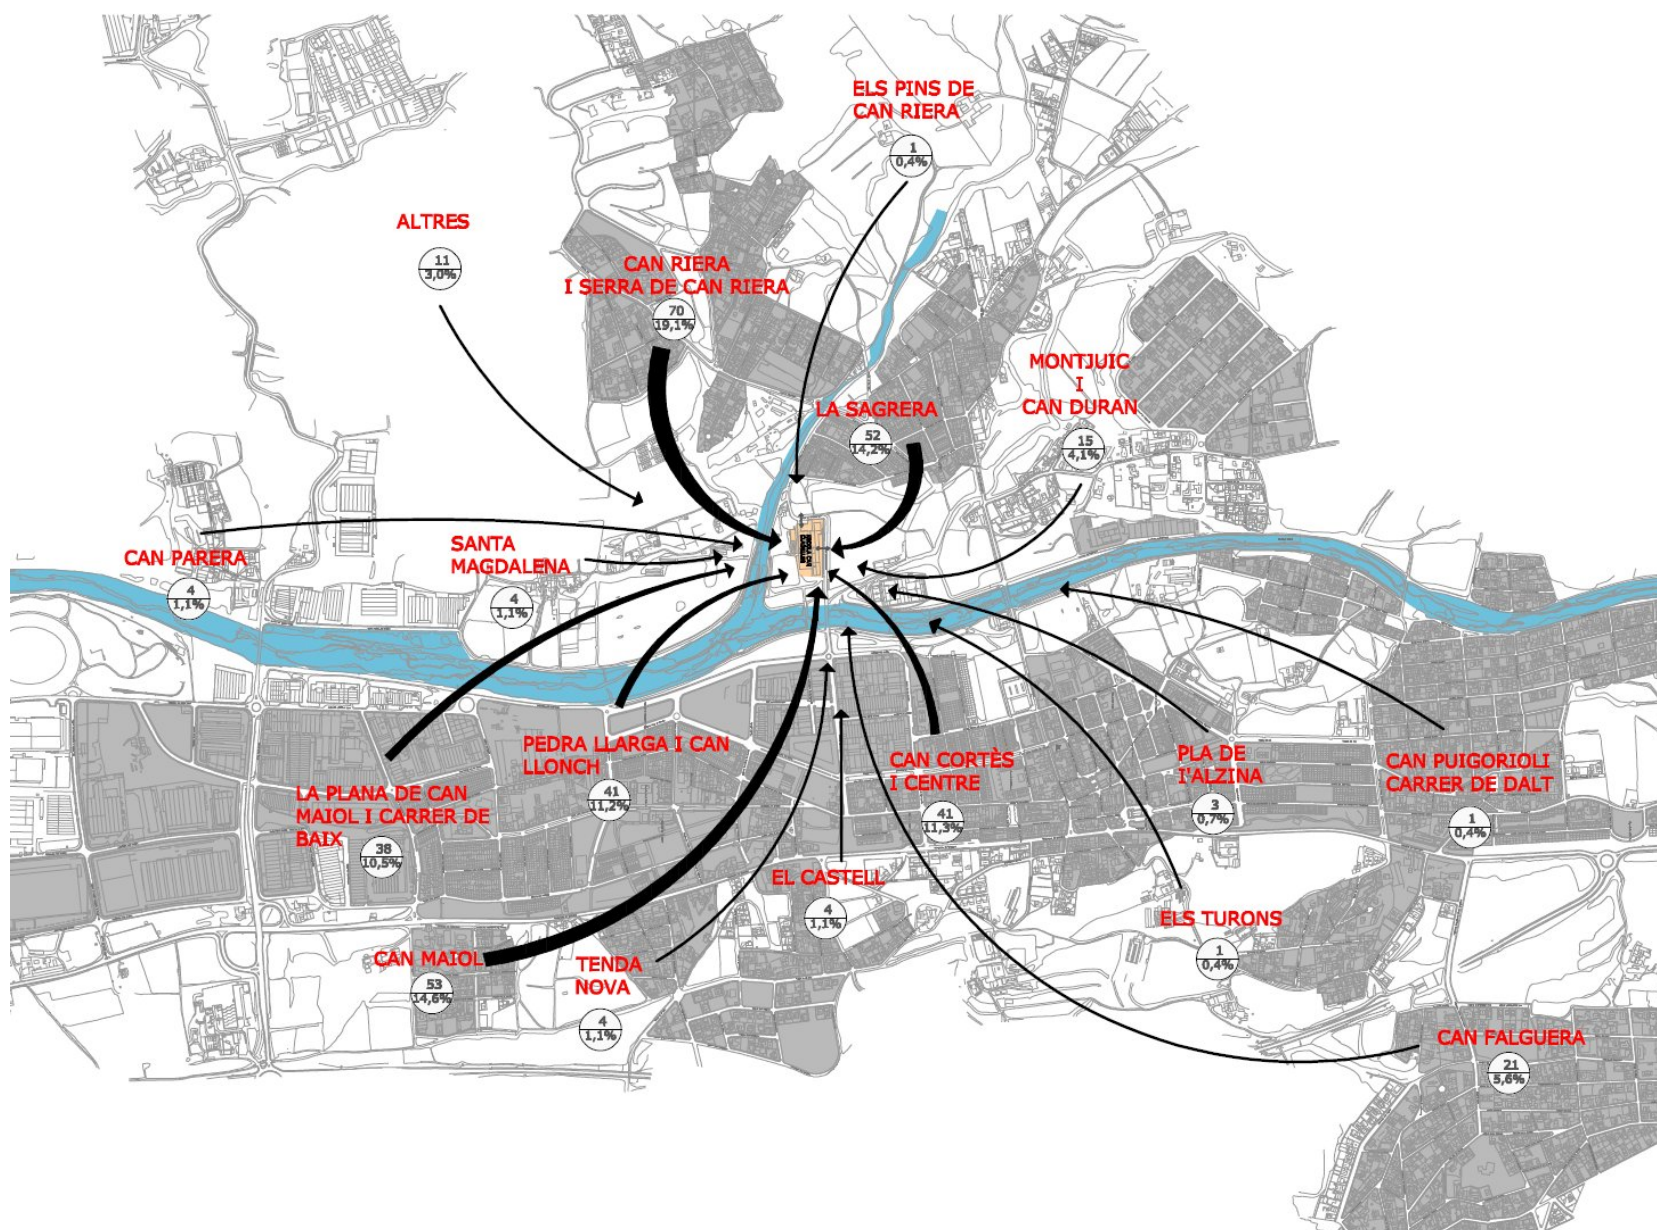 ELS PINS DE
CAN RIERA
1
0,4%
ALTRES
11
3,0%
CAN RIERA
I SERRA DE CAN RIERA
70
19,1%
MONTJUIC
I
CAN DURAN
15
4,1%
LA SAGRERA
52
14,2%
CAN PARERA
4
1,1%
SANTA
MAGDALENA
4
1,1%
LA PLANA DE CAN
MAIOL I CARRER DE
BAIX
38
10,5%
PEDRA LLARGA I CAN
LLONCH
41
11,2%
CAN CORTÈS
I CENTRE
41
11,3%
PLA DE
l'ALZINA
3
0,7%
CAN PUIGORIOLI
CARRER DE DALT
1
0,4%
EL CASTELL
4
1,1%
ELS TURONS
1
0,4%
CAN MAIOL
53
14,6%
TENDA
NOVA
4
1,1%
CAN FALGUERA
21
5,6%